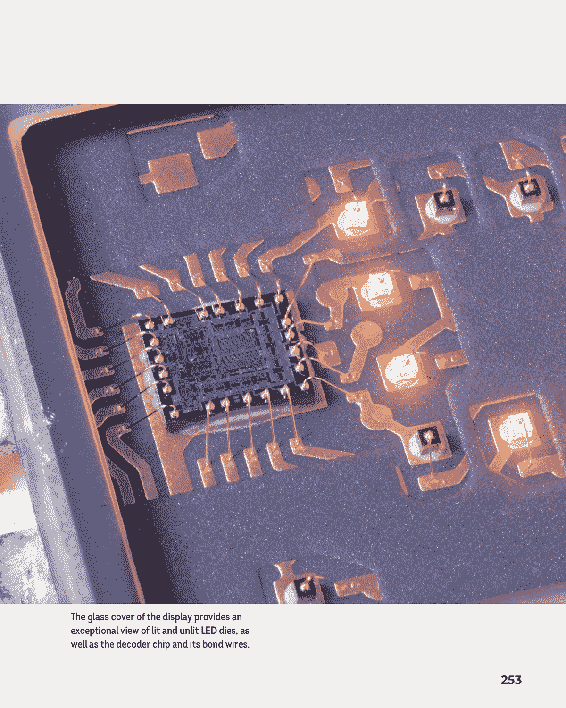 The glass cover of the display provides an
exceptional view of lit and unlit LED dies, as
well as the decoder chip and its bond wires.
253